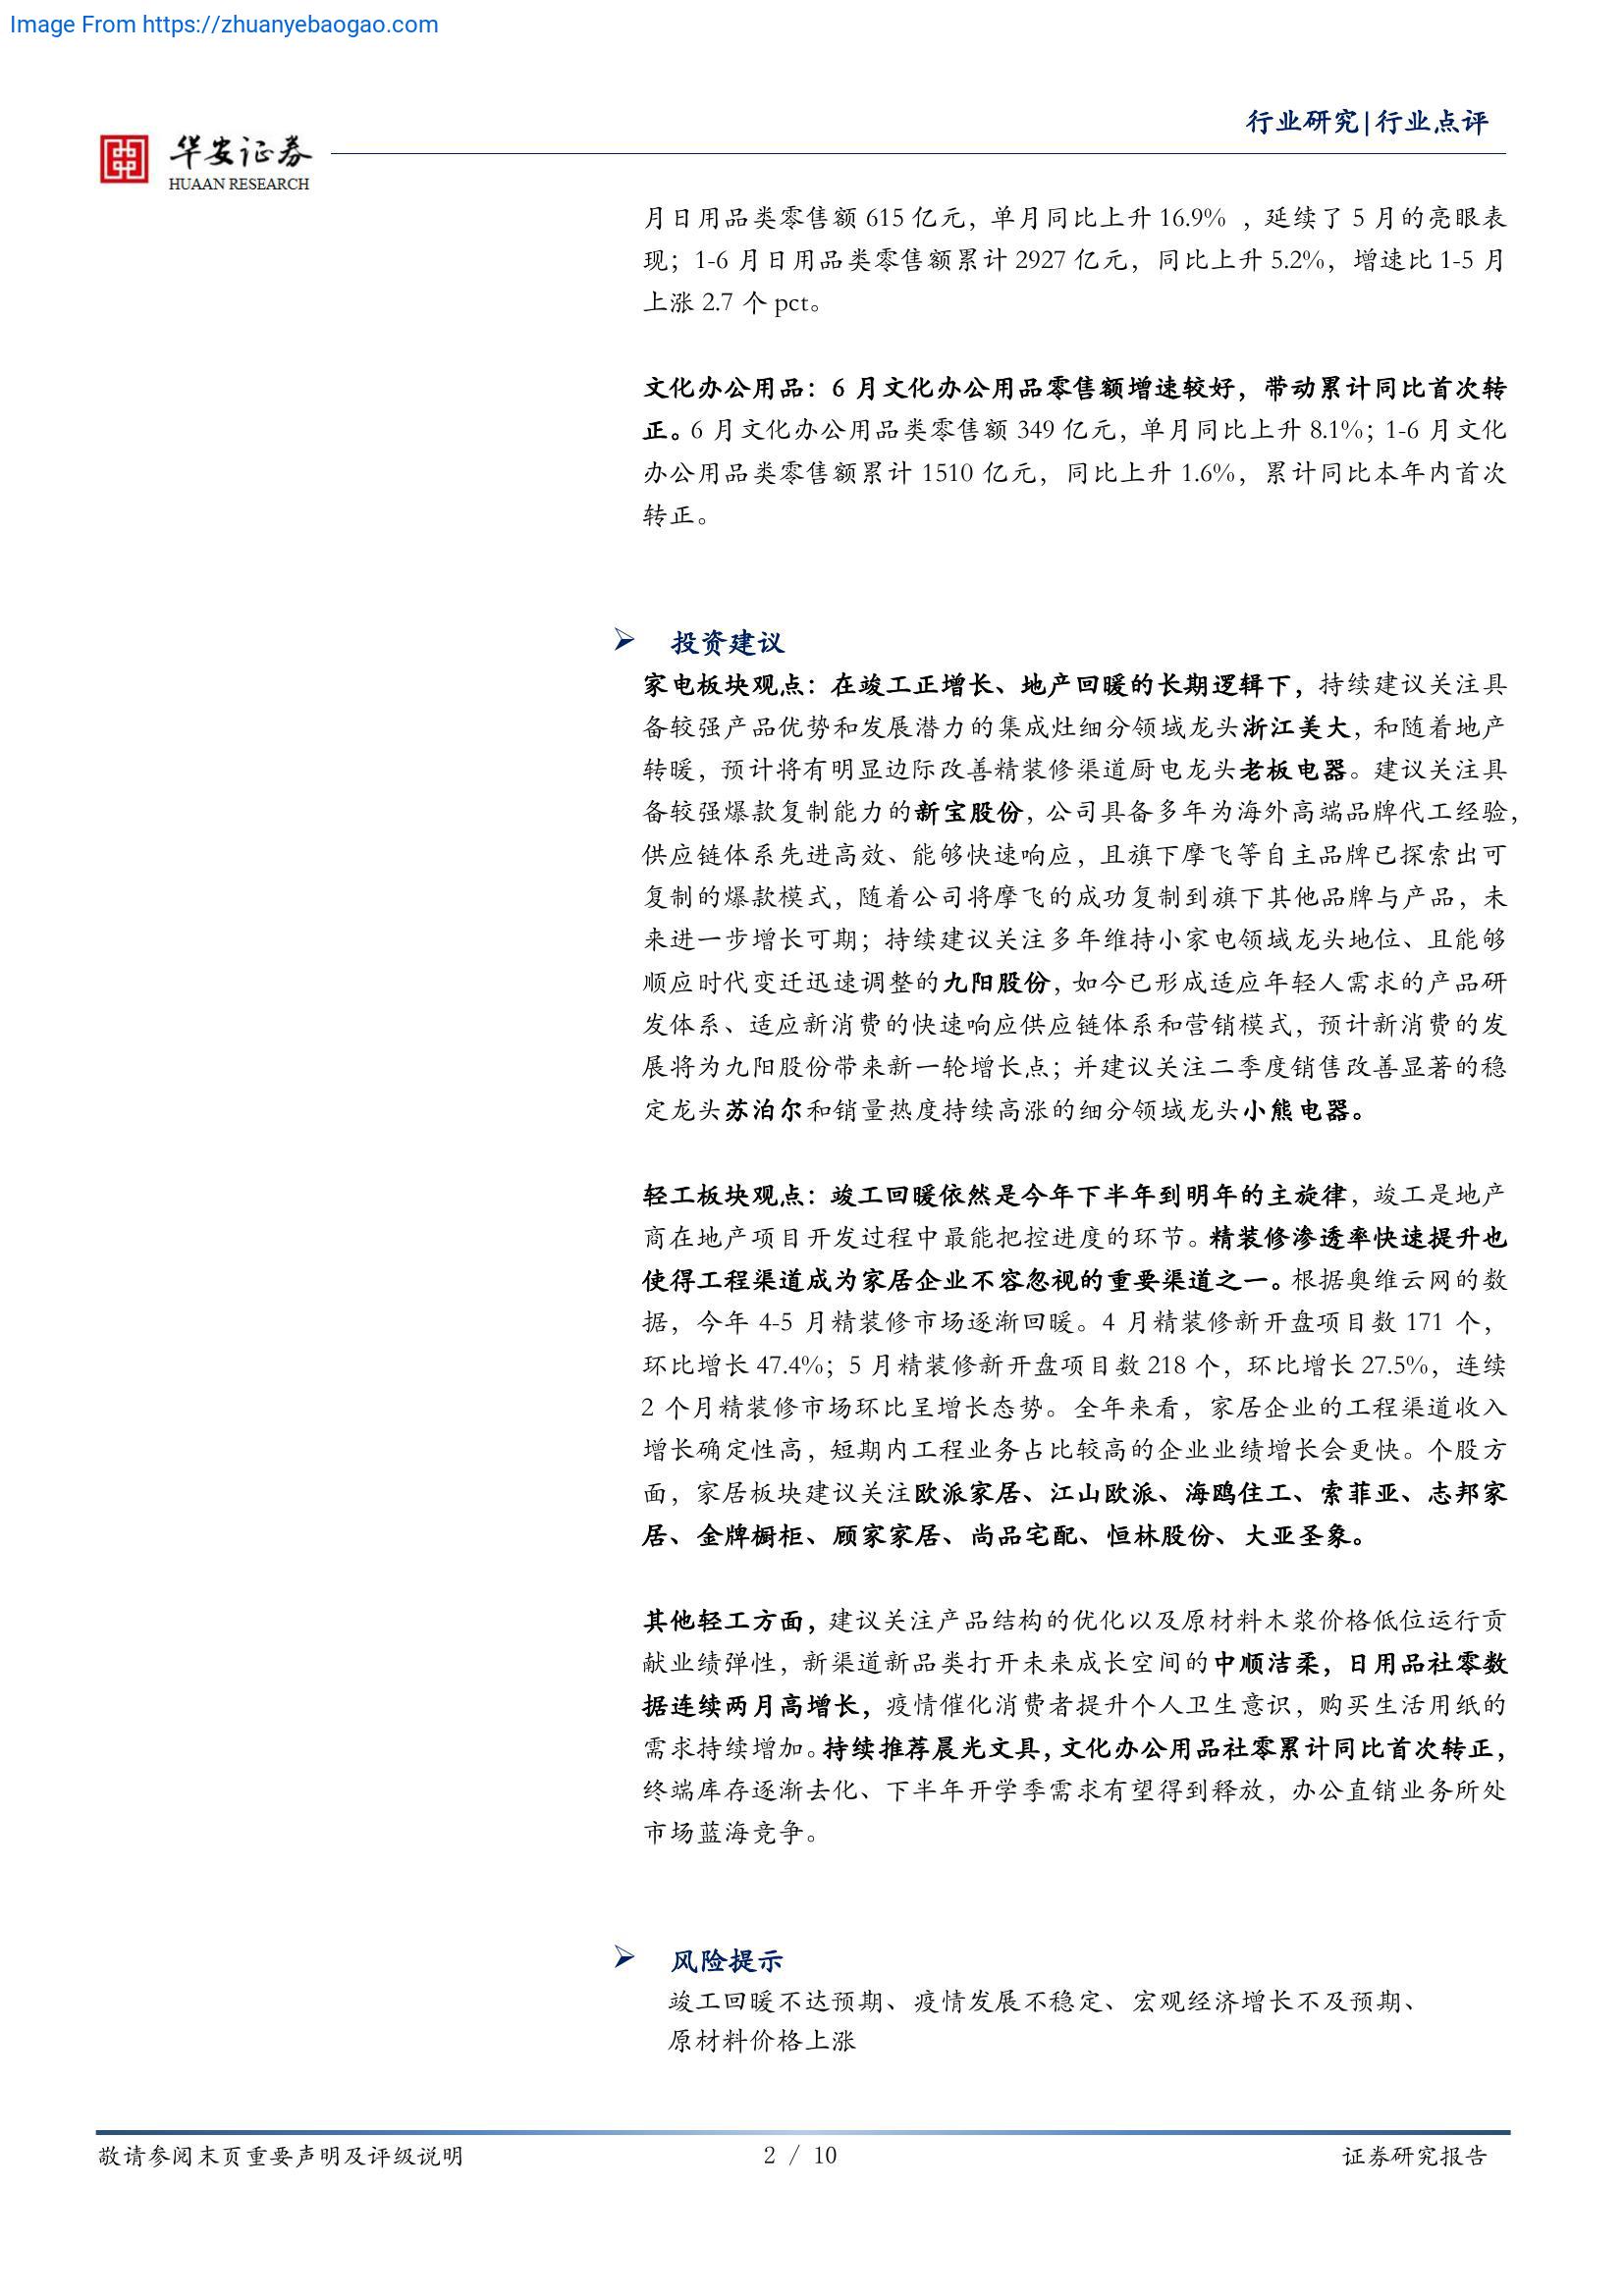 Image From https://zhuanyebaogao.com
行业研究|行业点评
华安证券
HUAAN RESEARCH
月日用品类零售额 615 亿元，单月同比上升 16.9% ，延续了 5 月的亮眼表
现；1-6 月日用品类零售额累计 2927 亿元，同比上升 5.2%，增速比 1-5 月
上涨 2.7 个 pct。
文化办公用品：6 月文化办公用品零售额增速较好，带动累计同比首次转
正。6 月文化办公用品类零售额 349 亿元，单月同比上升 8.1%；1-6 月文化
办公用品类零售额累计 1510 亿元，同比上升 1.6%，累计同比本年内首次
转正。
投资建议
家电板块观点：在竣工正增长、地产回暖的长期逻辑下，持续建议关注具
备较强产品优势和发展潜力的集成灶细分领域龙头浙江美大，和随着地产
转暖，预计将有明显边际改善精装修渠道厨电龙头老板电器。建议关注具
备较强爆款复制能力的新宝股份，公司具备多年为海外高端品牌代工经验，
供应链体系先进高效、能够快速响应，且旗下摩飞等自主品牌已探索出可
复制的爆款模式，随着公司将摩飞的成功复制到旗下其他品牌与产品，未
来进一步增长可期；持续建议关注多年维持小家电领域龙头地位、且能够
顺应时代变迁迅速调整的九阳股份，如今已形成适应年轻人需求的产品研
发体系、适应新消费的快速响应供应链体系和营销模式，预计新消费的发
展将为九阳股份带来新一轮增长点；并建议关注二季度销售改善显著的稳
定龙头苏泊尔和销量热度持续高涨的细分领域龙头小熊电器。
轻工板块观点：竣工回暖依然是今年下半年到明年的主旋律，竣工是地产
商在地产项目开发过程中最能把控进度的环节。精装修渗透率快速提升也
使得工程渠道成为家居企业不容忽视的重要渠道之一。根据奥维云网的数
据，今年 4-5 月精装修市场逐渐回暖。4 月精装修新开盘项目数 171 个，
环比增长 47.4%；5 月精装修新开盘项目数 218 个，环比增长 27.5%，连续
2 个月精装修市场环比呈增长态势。全年来看，家居企业的工程渠道收入
增长确定性高，短期内工程业务占比较高的企业业绩增长会更快。个股方
面，家居板块建议关注欧派家居、江山欧派、海鸥住工、索菲亚、志邦家
居、金牌橱柜、顾家家居、尚品宅配、恒林股份、大亚圣象。
其他轻工方面，建议关注产品结构的优化以及原材料木浆价格低位运行贡
献业绩弹性，新渠道新品类打开未来成长空间的中顺洁柔，日用品社零数
据连续两月高增长，疫情催化消费者提升个人卫生意识，购买生活用纸的
需求持续增加。持续推荐晨光文具，文化办公用品社零累计同比首次转正，
终端库存逐渐去化、下半年开学季需求有望得到释放，办公直销业务所处
市场蓝海竞争。
风险提示
竣工回暖不达预期、疫情发展不稳定、宏观经济增长不及预期、
原材料价格上涨
敬请参阅末页重要声明及评级说明
2 / 10
证券研究报告